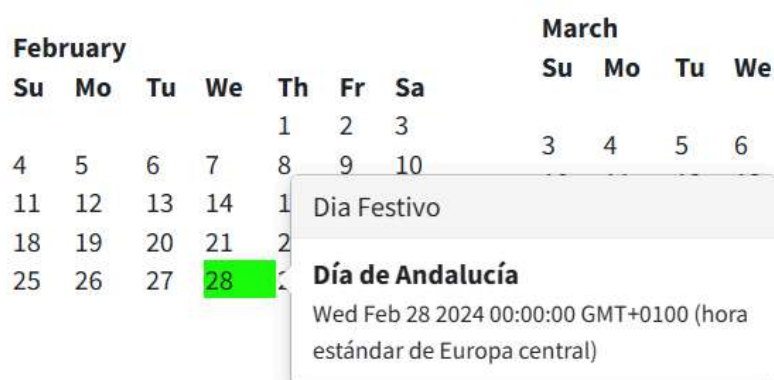 February
Su Mo Tu We Th Fr Sa
1 2 3
4 5 6 7 8 9 10
11 12 13 14
18 19 20 21
25 26 27 28
March
Su Mo Tu We
3 4 5 6
Dia Festivo
Día de Andalucía
Wed Feb 28 2024 00:00:00 GMT+0100 (hora
estándar de Europa central)